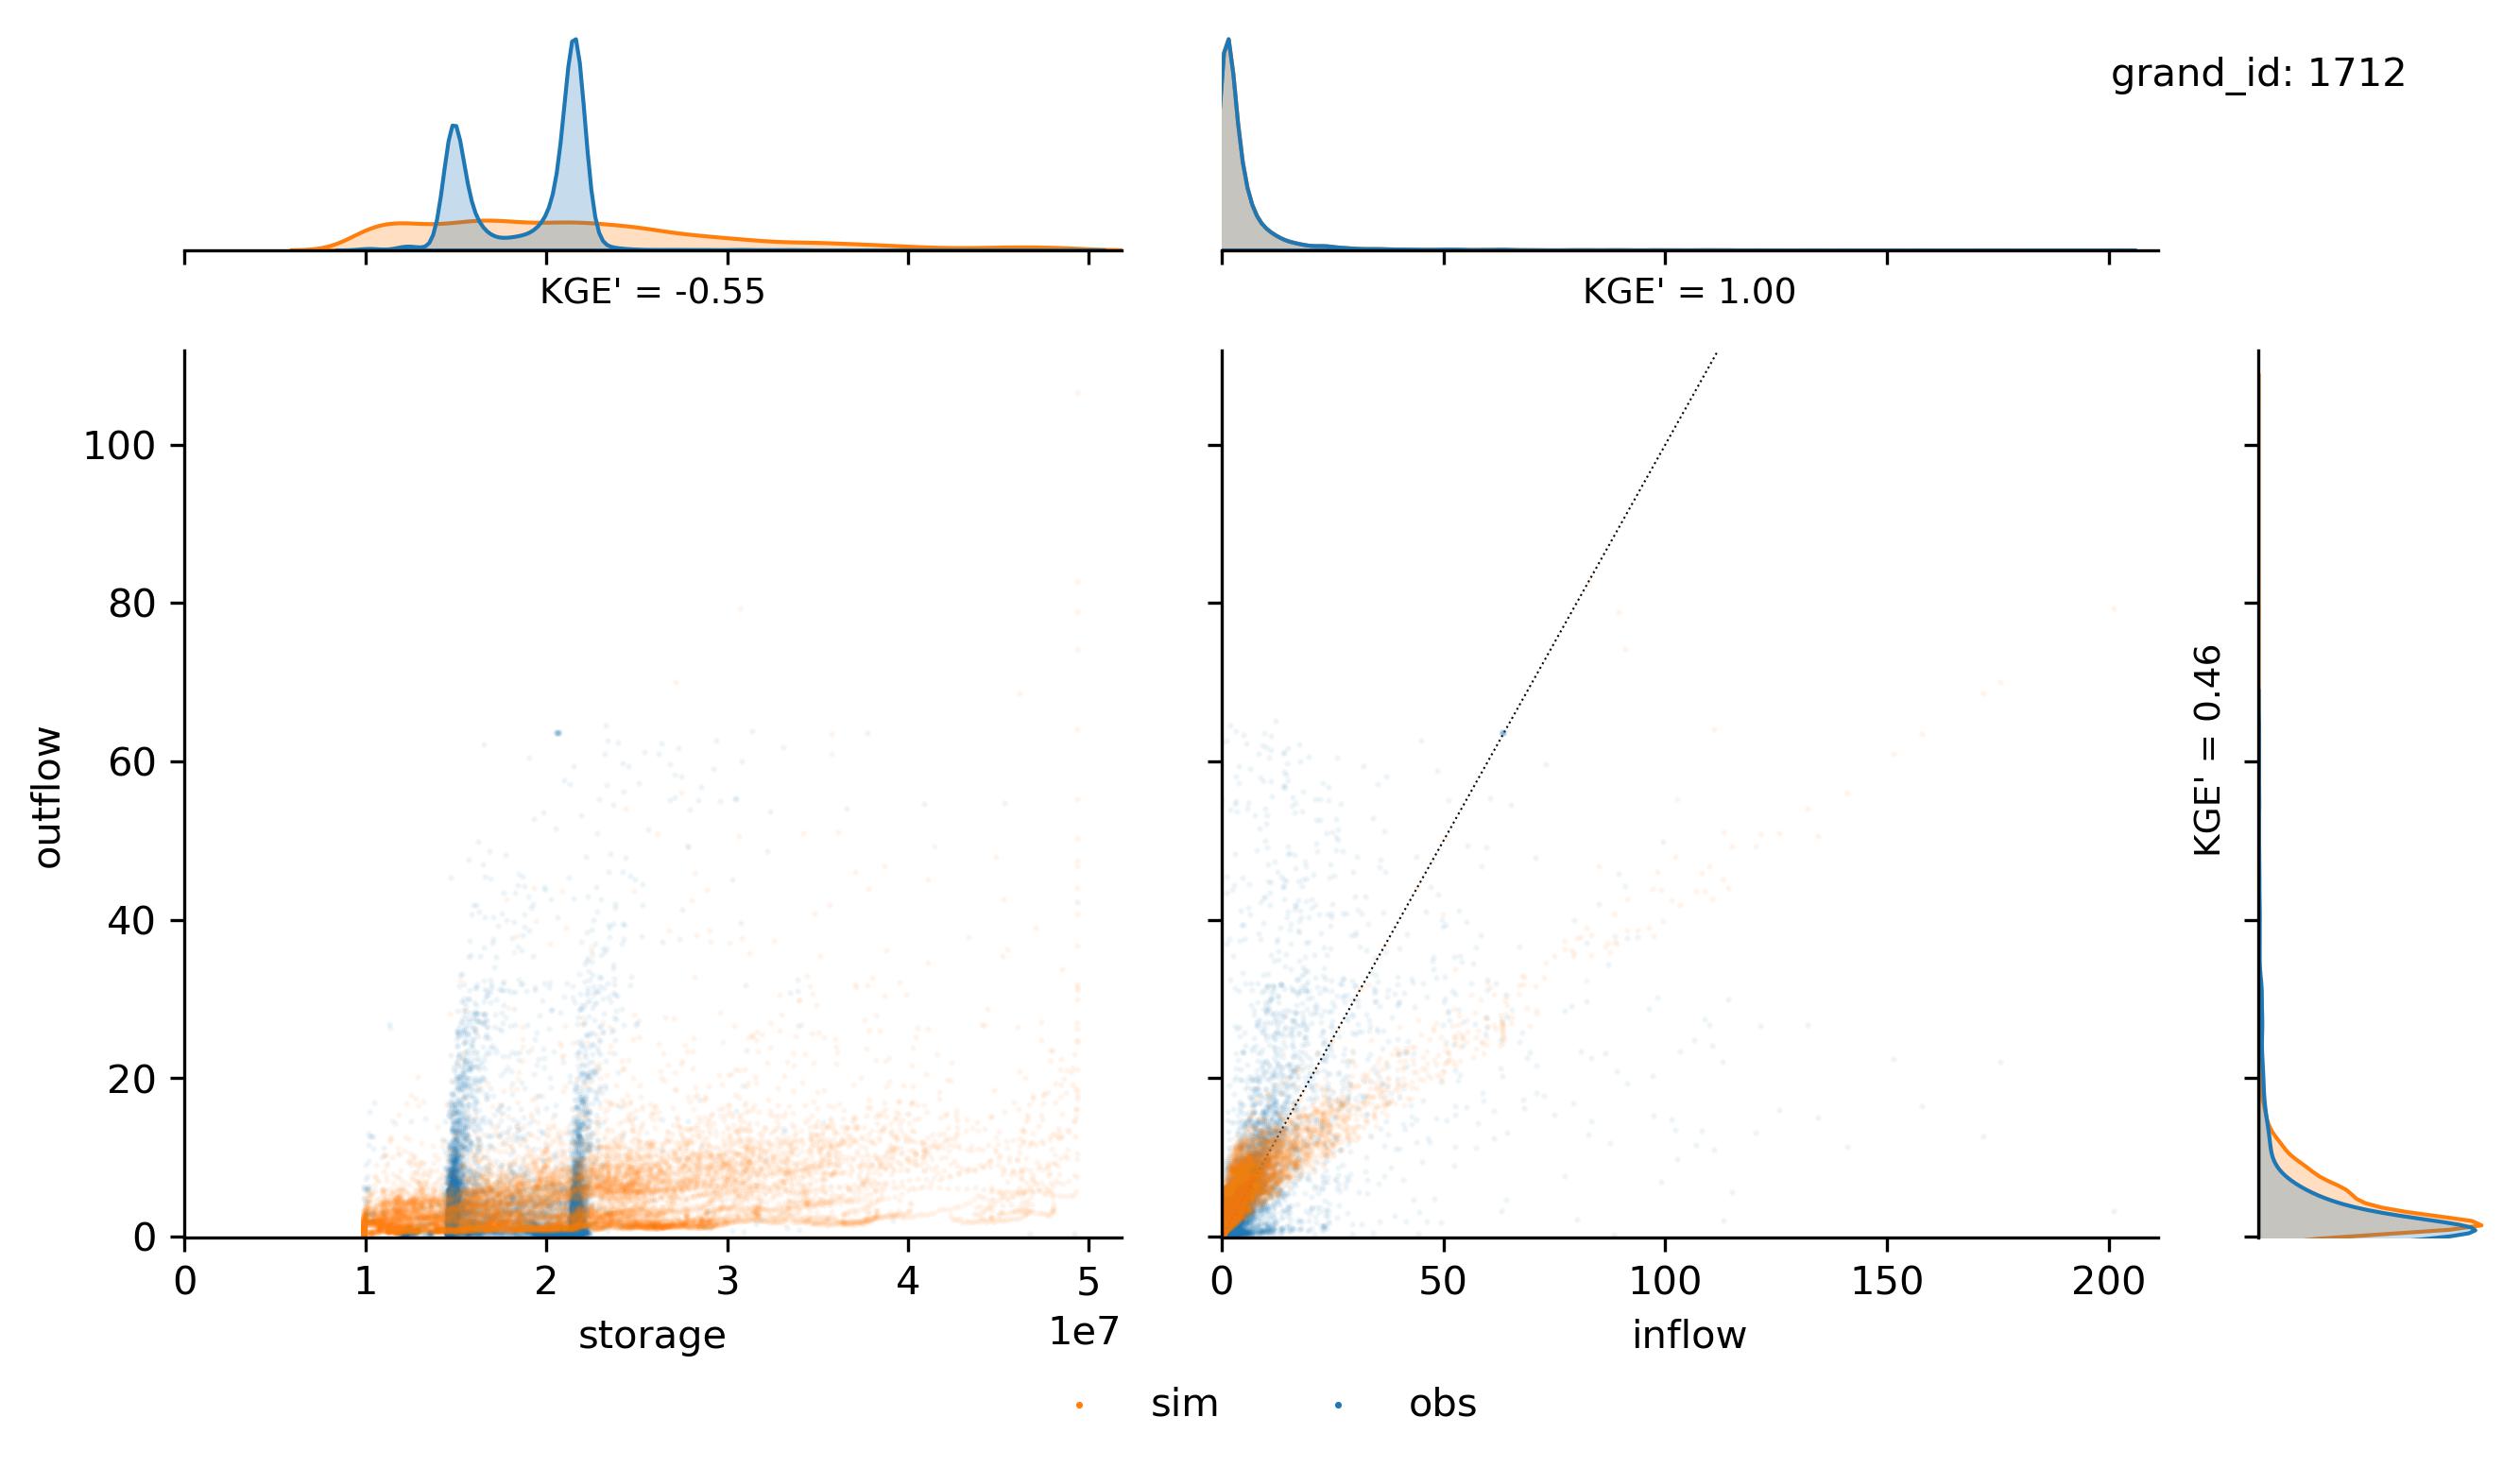 grand_id: 1712
KGE' = -0.55
KGE' = 1.00
outflow
100
80
60
40
20
0
KGE' = 0.46
0 1 2 3 4 5
1e7
storage
0 50 100 150 200
inflow
sim obs